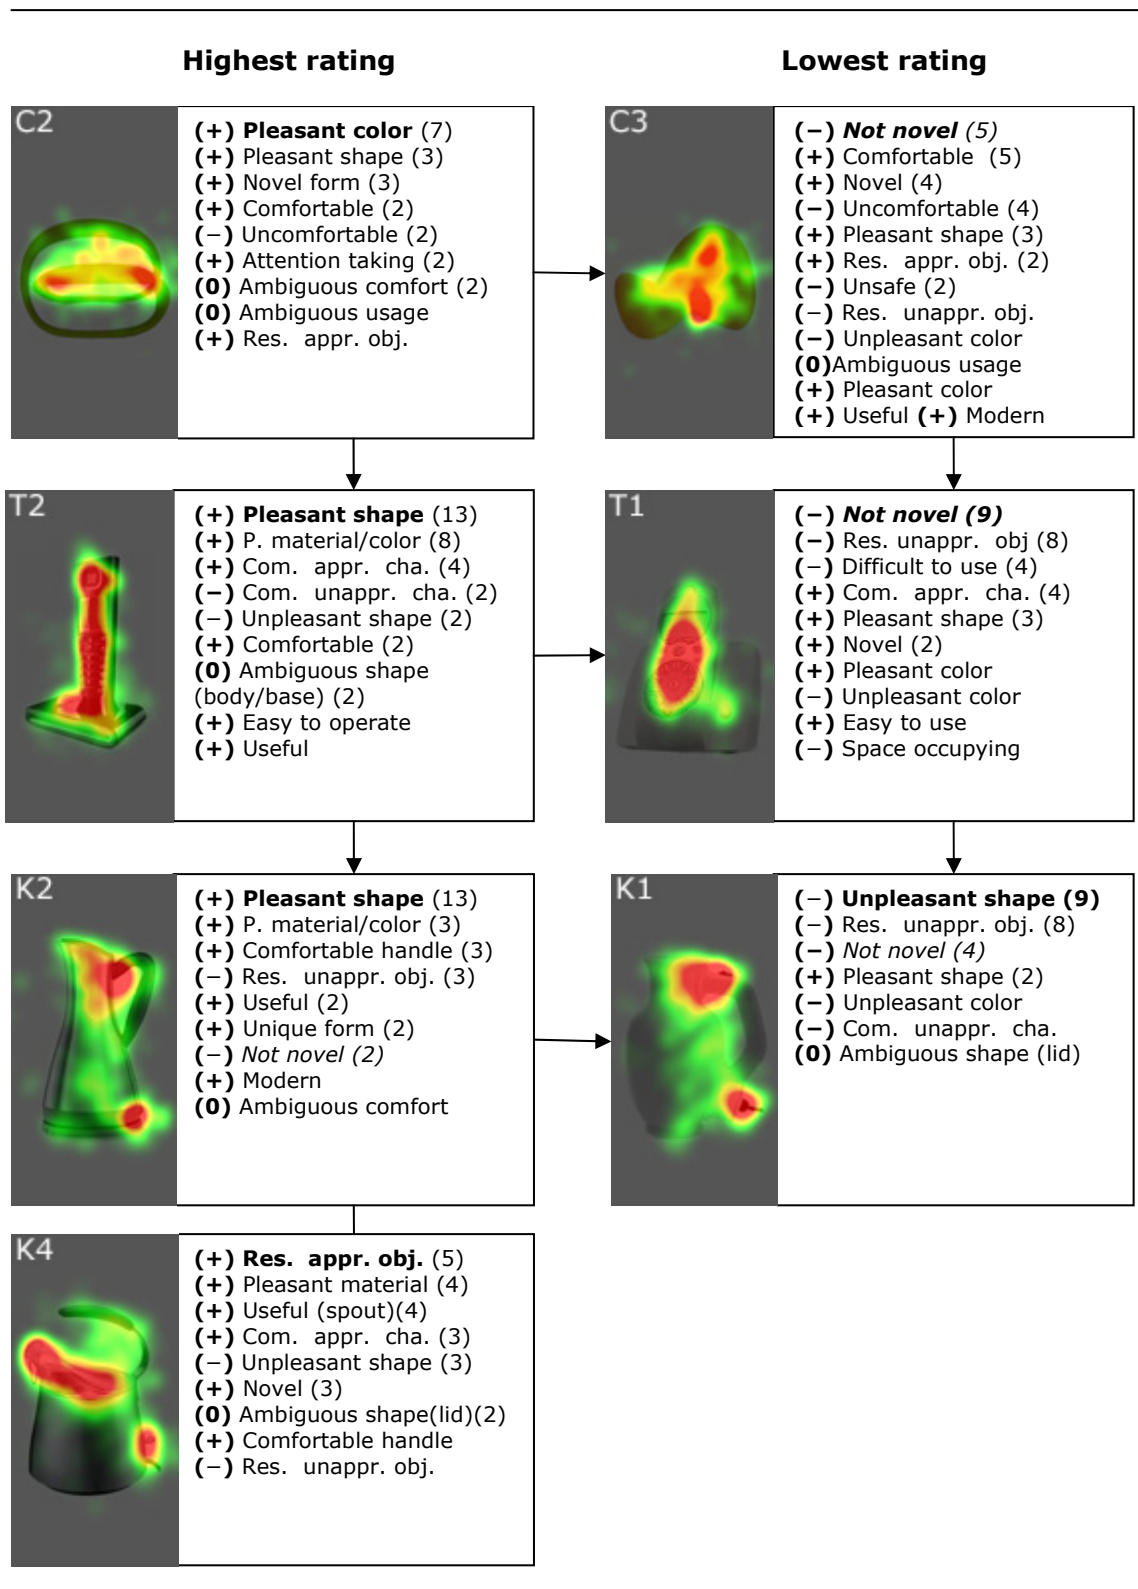 Highest rating
Lowest rating
C2
(+) Pleasant color (7)
(+) Pleasant shape (3)
(+) Novel form (3)
(+) Comfortable (2)
(−) Uncomfortable (2)
(+) Attention taking (2)
(0) Ambiguous comfort (2)
(0) Ambiguous usage
(+) Res. appr. obj.
C3
(−) Not novel (5)
(+) Comfortable (5)
(+) Novel (4)
(−) Uncomfortable (4)
(+) Pleasant shape (3)
(+) Res. appr. obj. (2)
(−) Unsafe (2)
(−) Res. unappr. obj.
(−) Unpleasant color
(0)Ambiguous usage
(+) Pleasant color
(+) Useful (+) Modern
T2
(+) Pleasant shape (13)
(+) P. material/color (8)
(+) Com. appr. cha. (4)
(−) Com. unappr. cha. (2)
(−) Unpleasant shape (2)
(+) Comfortable (2)
(0) Ambiguous shape
(body/base) (2)
(+) Easy to operate
(+) Useful
T1
(−) Not novel (9)
(−) Res. unappr. obj (8)
(−) Difficult to use (4)
(+) Com. appr. cha. (4)
(+) Pleasant shape (3)
(+) Novel (2)
(+) Pleasant color
(−) Unpleasant color
(+) Easy to use
(−) Space occupying
K2
(+) Pleasant shape (13)
(+) P. material/color (3)
(+) Comfortable handle (3)
(−) Res. unappr. obj. (3)
(+) Useful (2)
(+) Unique form (2)
(−) Not novel (2)
(+) Modern
(0) Ambiguous comfort
K1
(−) Unpleasant shape (9)
(−) Res. unappr. obj. (8)
(−) Not novel (4)
(+) Pleasant shape (2)
(−) Unpleasant color
(−) Com. unappr. cha.
(0) Ambiguous shape (lid)
K4
(+) Res. appr. obj. (5)
(+) Pleasant material (4)
(+) Useful (spout)(4)
(+) Com. appr. cha. (3)
(−) Unpleasant shape (3)
(+) Novel (3)
(0) Ambiguous shape(lid)(2)
(+) Comfortable handle
(−) Res. unappr. obj.